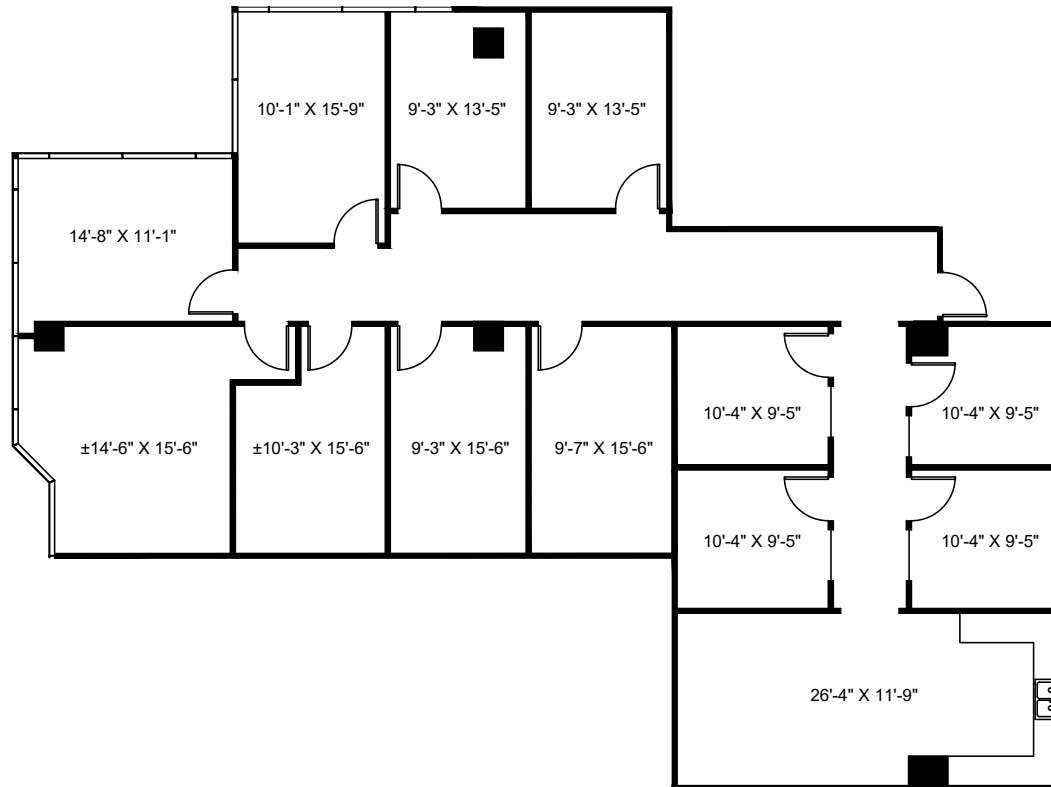 10'-1" X 15'-9"
9'-3" X 13'-5"
9'-3" X 13'-5"
14'-8" X 11'-1"
10'-4" X 9'-5"
10'-4" X 9'-5"
±14'-6" X 15'-6"
±10'-3" X 15'-6"
9'-3" X 15'-6"
9'-7" X 15'-6"
10'-4" X 9'-5"
10'-4" X 9'-5"
26'-4" X 11'-9"